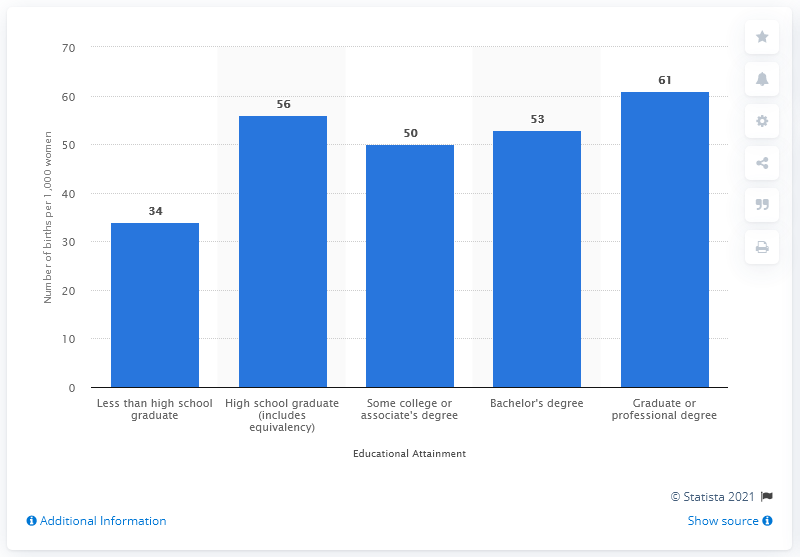 70
60
50
40
30
20
10
0
Number of births per 1,000 women
34
56
50
53
61
Less than high school
graduate
High school graduate
(includes
equivalency)
Some college or
associate's degree
Bachelor's degree
Graduate or
professional degree
Educational Attainment
© Statista 2021
Additional Information
Show source